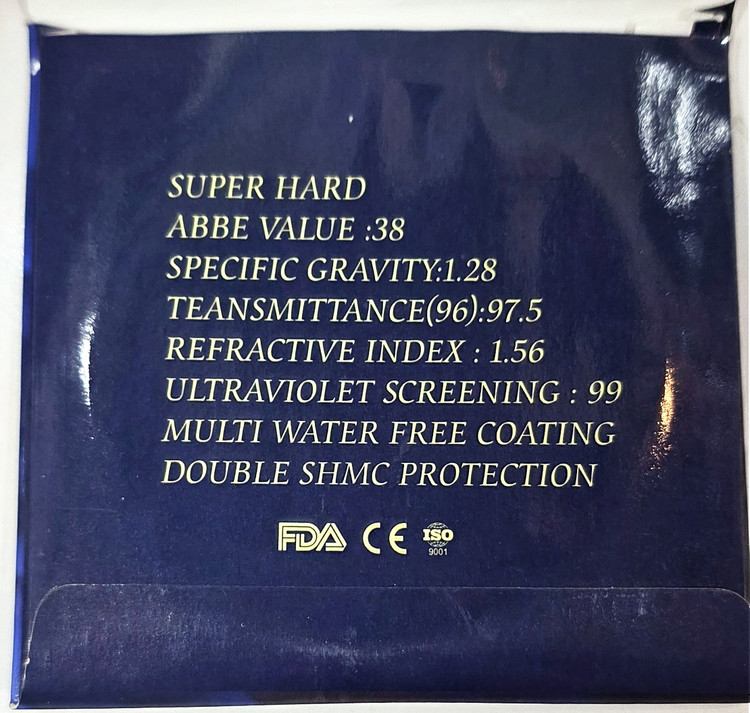 SUPER HARD
ABBE VALUE :38
SPECIFIC GRAVITY:1.28
TEANSMITTANCE(96):97.5
REFRACTIVE INDEX : 1.56
ULTRAVIOLET SCREENING : 99
MULTI WATER FREE COATING
DOUBLE SHMC PROTECTION
FDA CE ISO
9001